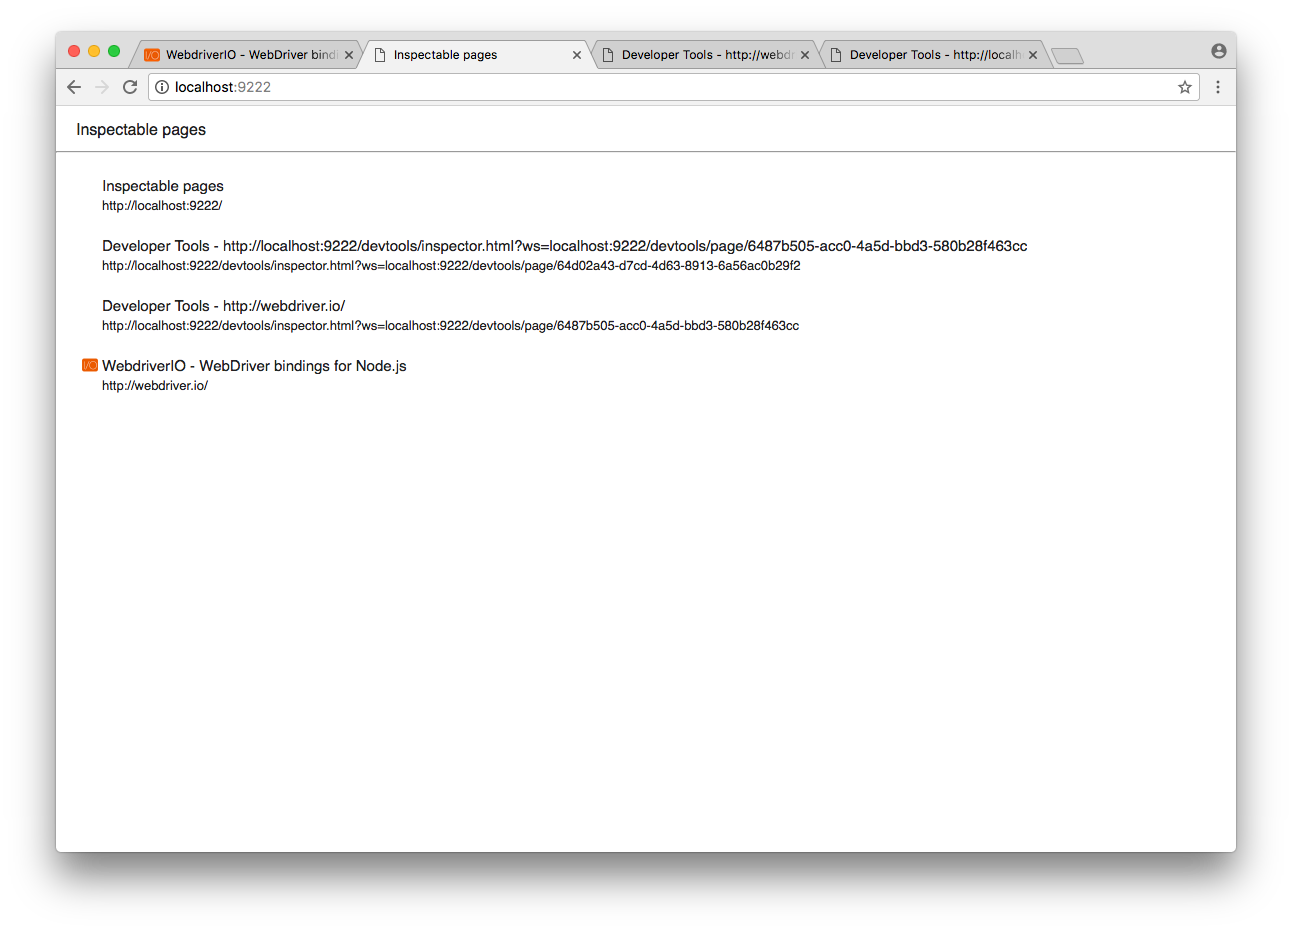 WebdriverIO - WebDriver bind
Inspectable pages
Developer Tools - http://webdr
Developer Tools - http://localh
localhost:9222
Inspectable pages
Inspectable pages
http://localhost:9222/
Developer Tools - http://localhost:9222/devtools/inspector.html?ws=localhost:9222/devtools/page/6487b505-acc0-4a5d-bbd3-580b28f463cc
http://localhost:9222/devtools/inspector.html?ws=localhost:9222/devtools/page/64d02a43-d7cd-4d63-8913-6a56ac0b29f2
Developer Tools - http://webdriver.io/
http://localhost:9222/devtools/inspector.html?ws=localhost:9222/devtools/page/6487b505-acc0-4a5d-bbd3-580b28f463cc
I/O WebdriverIO - WebDriver bindings for Node.js
http://webdriver.io/